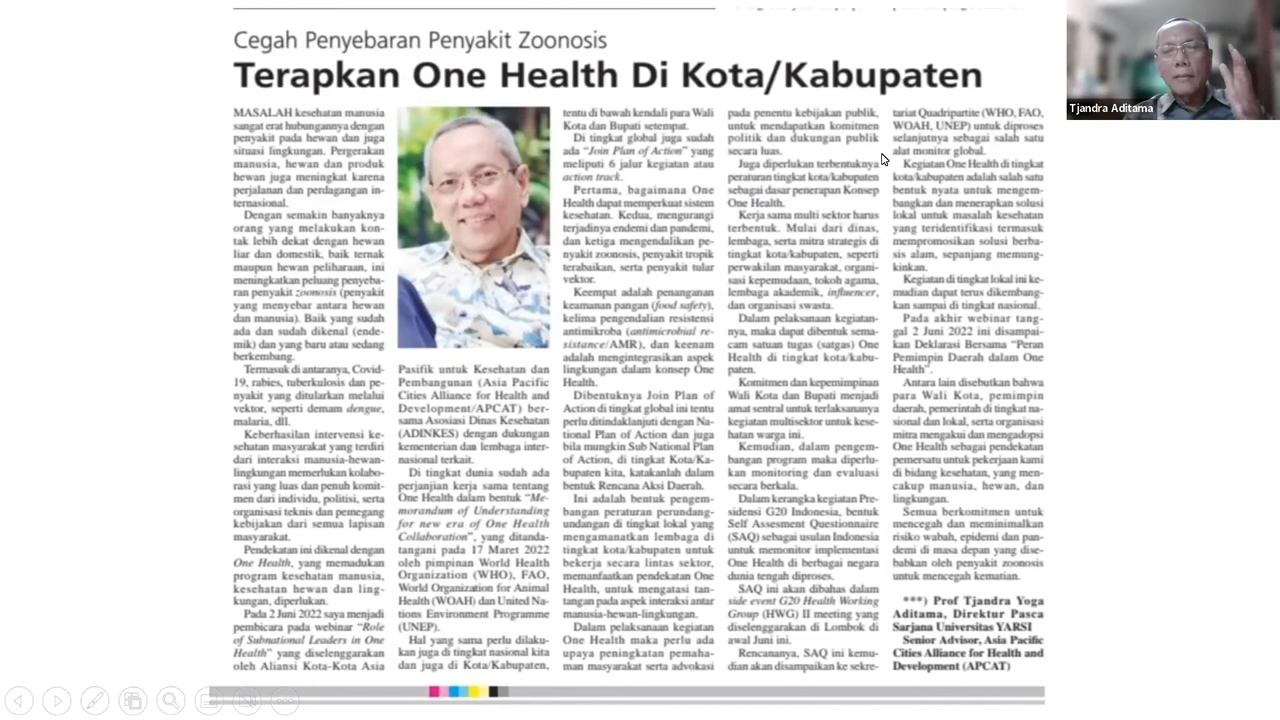 Cegah Penyebaran Penyakit Zoonosis
Terapkan One Health Di Kota/Kabupaten
MASALAH kesehatan manusia
sangat erat hubungannya dengan
penyakit pada hewan dan juga
situasi lingkungan. Pergerakan
manusia, hewan dan produk
hewan juga meningkat karena
perjalanan dan perdagangan in-
ternasional.
Dengan semakin banyaknya
orang yang melakukan kon-
tak lebih dekat dengan hewan
liar dan domestik, baik ternak
maupun hewan peliharaan, ini
meningkatkan peluang penyeba-
ran penyakit zoonosis (penyakit
yang menyebar antara hewan
dan manusia). Baik yang sudah
ada dan sudah dikenal (ende-
mik) dan yang baru atau sedang
berkembang.
Termasuk di antaranya, Covid-
19, rabies, tuberkulosis dan pe-
nyakit yang ditularkan melalui
vektor, seperti demam dengue,
malaria, dll.
Keberhasilan intervensi ke-
sehatan masyarakat yang terdiri
dari interaksi manusia-hewan-
lingkungan memerlukan kolabo-
rasi yang luas dan penuh komit-
men dari individu, politisi, serta
organisasi teknis dan pemegang
kebijakan dari semua lapisan
masyarakat.
Pendekatan ini dikenal dengan
One Health, yang memadukan
program kesehatan manusia,
kesehatan hewan dan ling-
kungan, diperlukan.
Pada 2 Juni 2022 saya menjadi
pembicara pada webinar “Role
of Subnational Leaders in One
Health” yang diselenggarakan
oleh Aliansi Kota-Kota Asia
Pasifik untuk Kesehatan dan
Pembangunan (Asia Pacific
Cities Alliance for Health and
Development/APCAT) ber-
sama Asosiasi Dinas Kesehatan
(ADINKES) dengan dukungan
kementerian dan lembaga inter-
nasional terkait.
Di tingkat dunia sudah ada
perjanjian kerja sama tentang
One Health dalam bentuk “Me-
morandum of Understanding
for new era of One Health
Collaboration”, yang ditanda-
tangani pada 17 Maret 2022
oleh pimpinan World Health
Organization (WHO), FAO,
World Organization for Animal
Health (WOAH) dan United Na-
tions Environment Programme
(UNEP).
Hal yang sama perlu dilaku-
kan juga di tingkat nasional kita
dan juga di Kota/Kabupaten,
tentu di bawah kendali para Wali
Kota dan Bupati setempat.
Di tingkat global juga sudah
ada “Join Plan of Action” yang
meliputi 6 jalur kegiatan atau
action track.
Pertama, bagaimana One
Health dapat memperkuat sistem
kesehatan. Kedua, mengurangi
terjadinya endemi dan pandemi,
dan ketiga mengendalikan pe-
nyakit zoonosis, penyakit tropik
terabaikan, serta penyakit tular
vektor.
Keempat adalah penanganan
keamanan pangan (food safety),
kelima pengendalian resistensi
antimikroba (antimicrobial re-
sistance/AMR), dan keenam
adalah mengintegrasikan aspek
lingkungan dalam konsep One
Health.
Dibentuknya Join Plan of
Action di tingkat global ini tentu
perlu ditindaklanjuti dengan Na-
tional Plan of Action dan juga
bila mungkin Sub National Plan
of Action, di tingkat Kota/Ka-
bupaten kita, katakanlah dalam
bentuk Rencana Aksi Daerah.
Ini adalah bentuk pengem-
bangan peraturan perundang-
undangan di tingkat lokal yang
mengamanatkan lembaga di
tingkat kota/kabupaten untuk
bekerja secara lintas sektor,
memanfaatkan pendekatan One
Health, untuk mengatasi tan-
tangan pada aspek interaksi antar
manusia-hewan-lingkungan.
Dalam pelaksanaan kegiatan
One Health maka perlu ada
upaya peningkatan pemaha-
man masyarakat serta advokasi
pada penentu kebijakan publik,
untuk mendapatkan komitmen
politik dan dukungan publik
secara luas.
Juga diperlukan terbentuknya
peraturan tingkat kota/kabupaten
sebagai dasar penerapan Konsep
One Health.
Kerja sama multi sektor harus
terbentuk. Mulai dari dinas,
lembaga, serta mitra strategis di
tingkat kota/kabupaten, seperti
perwakilan masyarakat, organi-
sasi kepemudaan, tokoh agama,
lembaga akademik, influencer,
dan organisasi swasta.
Dalam pelaksanaan kegiatan-
nya, maka dapat dibentuk sema-
cam satuan tugas (satgas) One
Health di tingkat kota/kabu-
paten.
Komitmen dan kepemimpinan
Wali Kota dan Bupati menjadi
amat sentral untuk terlaksananya
kegiatan multisektor untuk kese-
hatan warga ini.
Kemudian, dalam pengem-
bangan program maka diperlu-
kan monitoring dan evaluasi
secara berkala.
Dalam kerangka kegiatan Pre-
sidensi G20 Indonesia, bentuk
Self Assesment Questionnaire
(SAQ) sebagai usulan Indonesia
untuk memonitor implementasi
One Health di berbagai negara
dunia tengah diproses.
SAQ ini akan dibahas dalam
side event G20 Health Working
Group (HWG) II meeting yang
diselenggarakan di Lombok di
awal Juni ini.
Rencananya, SAQ ini kemu-
dian akan disampaikan ke sekre-
tariat Quadripartite (WHO, FAO,
WOAH, UNEP) untuk diproses
selanjutnya sebagai salah satu
alat monitor global.
Kegiatan One Health di tingkat
kota/kabupaten adalah salah satu
bentuk nyata untuk mengem-
bangkan dan menerapkan solusi
lokal untuk masalah kesehatan
yang teridentifikasi termasuk
mempromosikan solusi berba-
sis alam, sepanjang memung-
kinkan.
Kegiatan di tingkat lokal ini ke-
mudian dapat terus dikembang-
kan sampai di tingkat nasional.
Pada akhir webinar tang-
gal 2 Juni 2022 ini disampai-
kan Deklarasi Bersama “Peran
Pemimpin Daerah dalam One
Health”.
Antara lain disebutkan bahwa
para Wali Kota, pemimpin
daerah, pemerintah di tingkat na-
sional dan lokal, serta organisasi
mitra mengakui dan mengadopsi
One Health sebagai pendekatan
pemersatu untuk pekerjaan kami
di bidang kesehatan, yang men-
cakup manusia, hewan, dan
lingkungan.
Semua berkomitmen untuk
mencegah dan meminimalkan
risiko wabah, epidemi dan pan-
demi di masa depan yang dise-
babkan oleh penyakit zoonosis
untuk mencegah kematian.
***) Prof Tjandra Yoga
Aditama, Direktur Pasca
Sarjana Universitas YARSI
Senior Advisor, Asia Pacific
Cities Alliance for Health and
Development (APCAT)
Tjandra Aditama